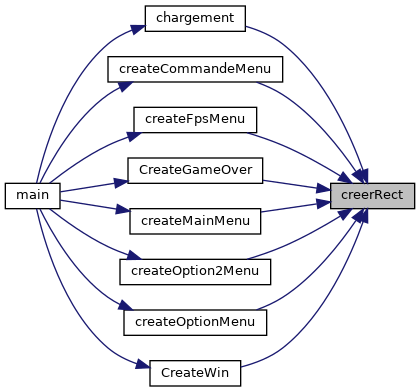 chargement
createCommandeMenu
createFpsMenu
CreateGameOver
main
creerRect
createMainMenu
createOption2Menu
createOptionMenu
CreateWin